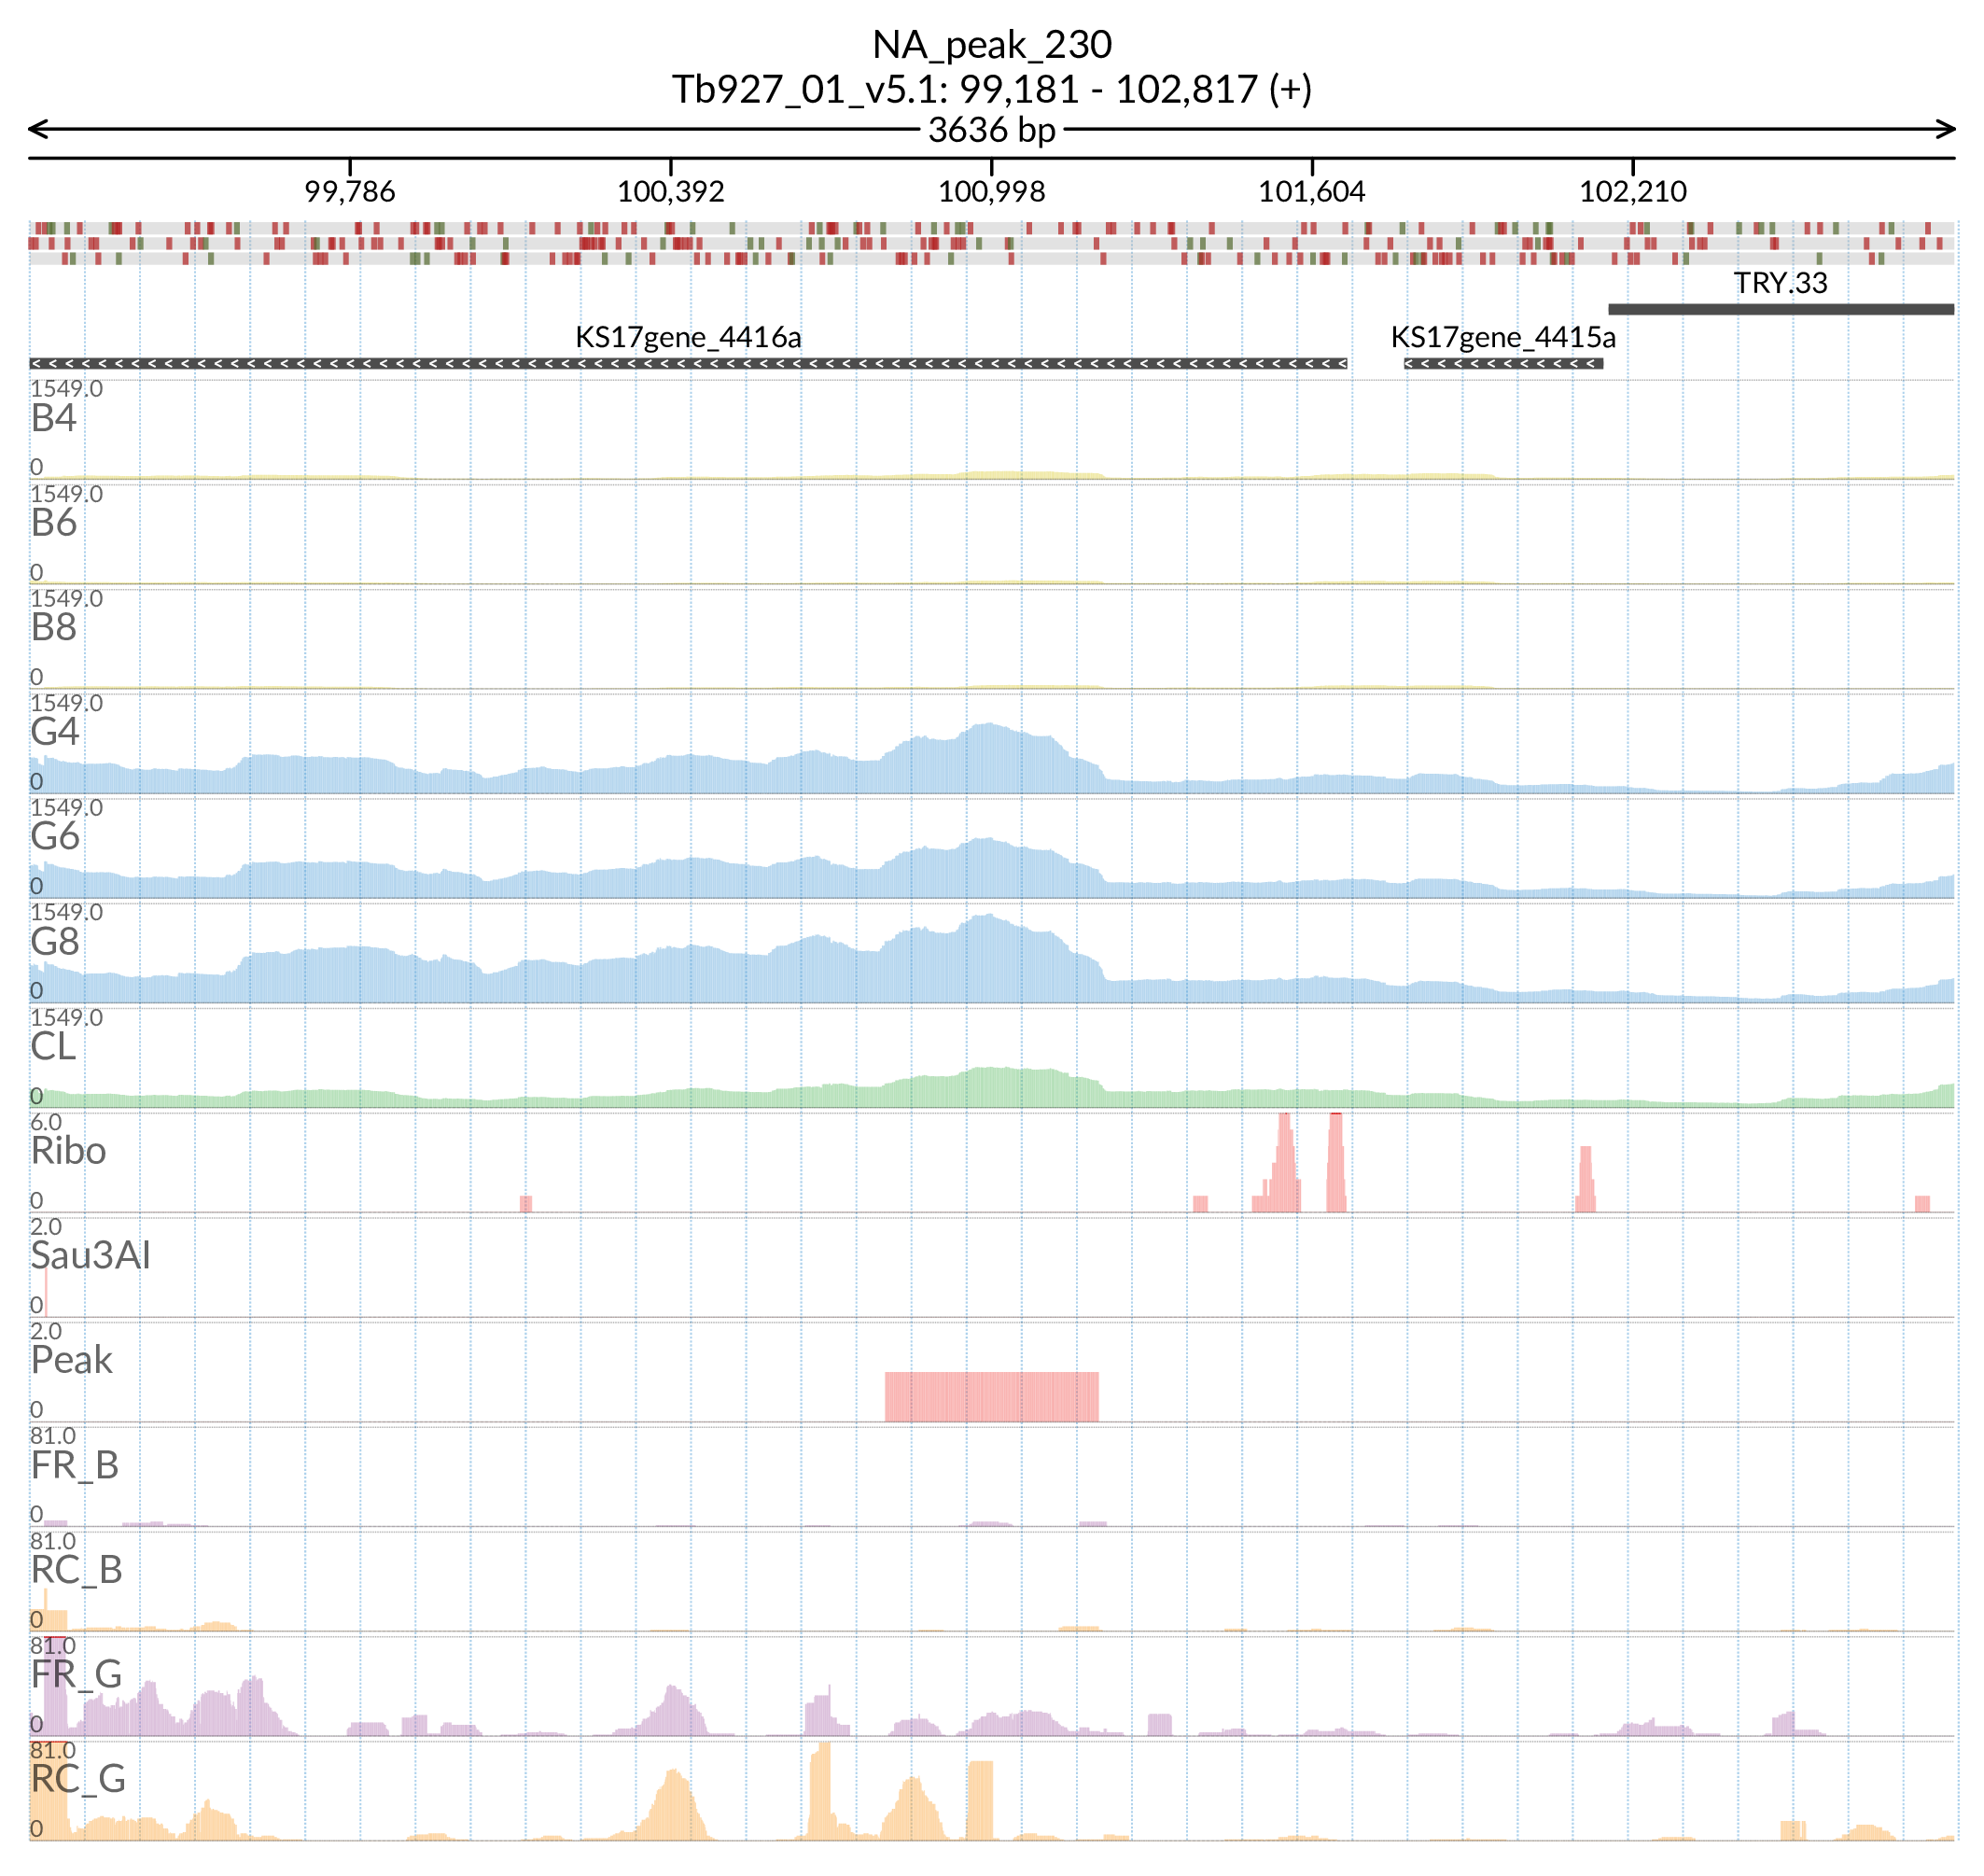 NA_peak_230
Tb927_01_v5.1: 99,181 - 102,817 (+)
3636 bp
99,786 100,392 100,998 101,604 102,210
TRY.33
KS17gene_4416a KS17gene_4415a
1549.0
B4
0
1549.0
B6
0
1549.0
B8
0
1549.0
G4
0
1549.0
G6
0
1549.0
G8
0
1549.0
CL
0
6.0
Ribo
0
2.0
Sau3AI
0
2.0
Peak
0
81.0
FR_B
0
81.0
RC_B
0
81.0
FR_G
0
81.0
RC_G
0